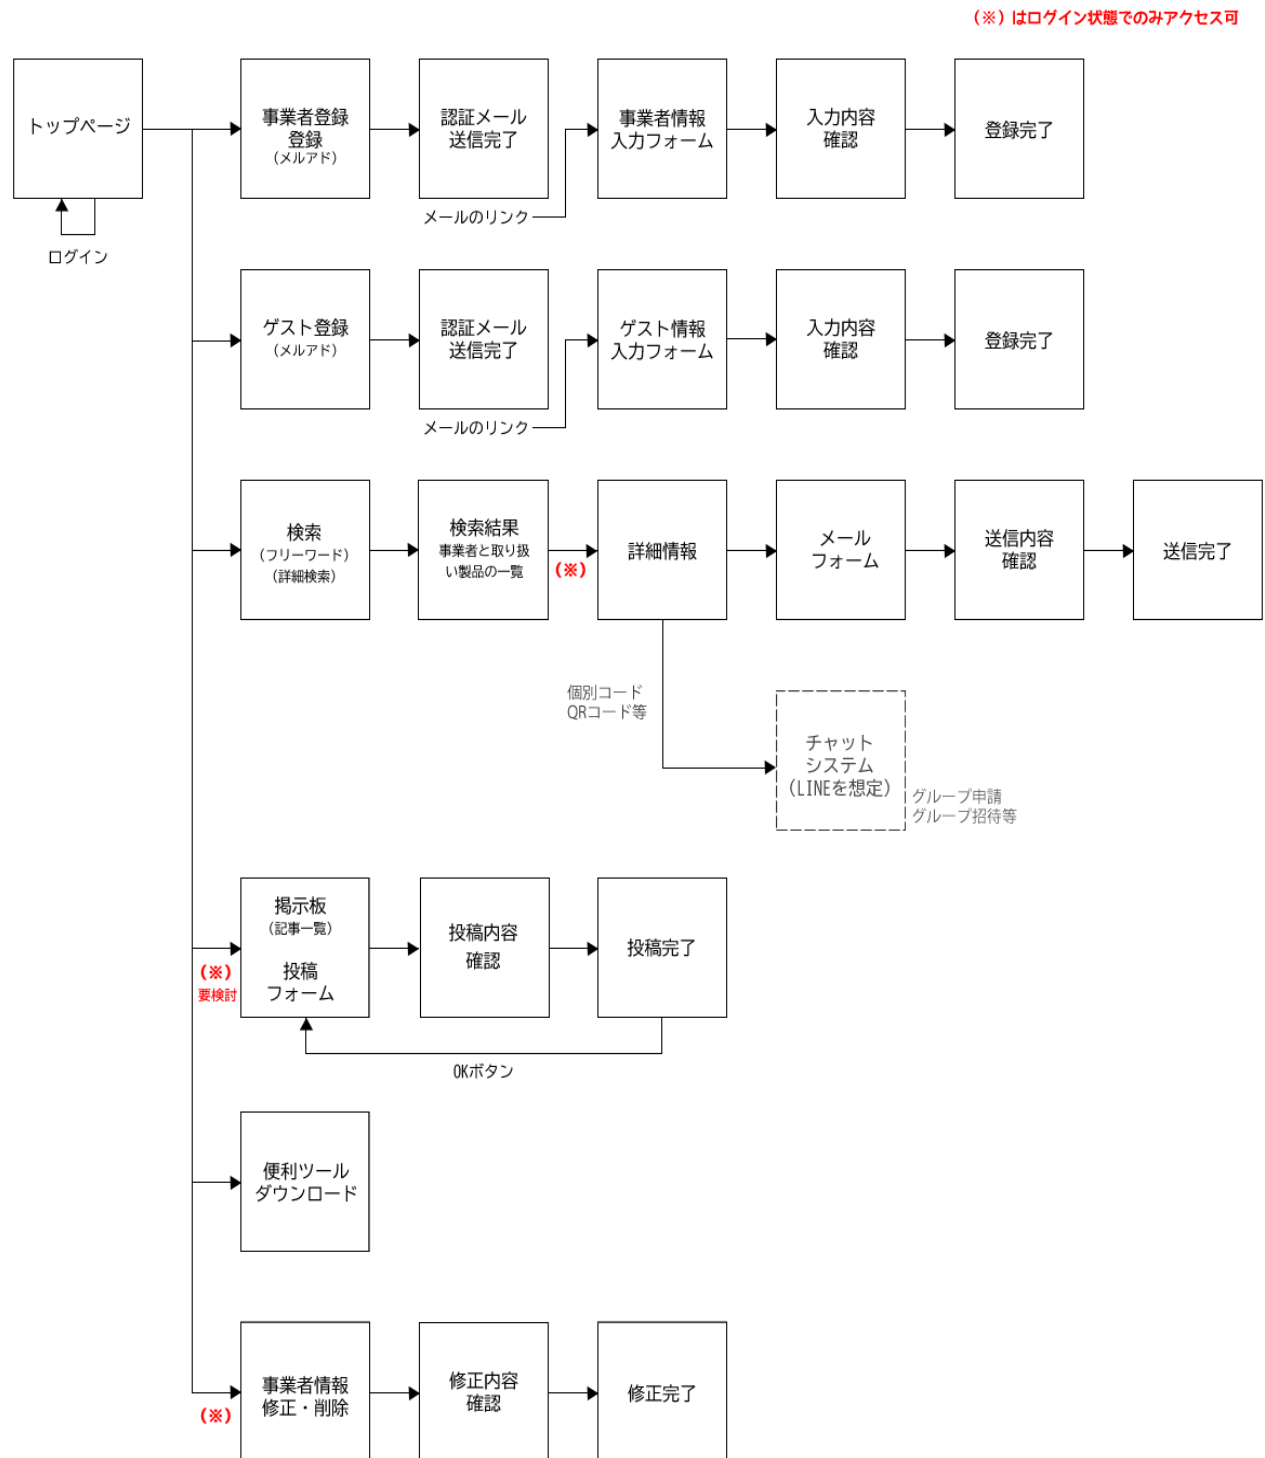 （※）はログイン状態でのみアクセス可
トップページ
ログイン
事業者登録
登録
（メルアド）
認証メール
送信完了
メールのリンク
事業者情報
入力フォーム
入力内容
確認
登録完了
ゲスト登録
（メルアド）
認証メール
送信完了
メールのリンク
ゲスト情報
入力フォーム
入力内容
確認
登録完了
検索
（フリーワード）
（詳細検索）
検索結果
事業者と取り扱
い製品の一覧
（※）
詳細情報
メール
フォーム
送信内容
確認
送信完了
個別コード
QRコード等
チャット
システム
（LINEを想定）
グループ申請
グループ招待等
（※）
要検討
掲示板
（記事一覧）
投稿
フォーム
投稿内容
確認
投稿完了
OKボタン
便利ツール
ダウンロード
（※）
事業者情報
修正・削除
修正内容
確認
修正完了